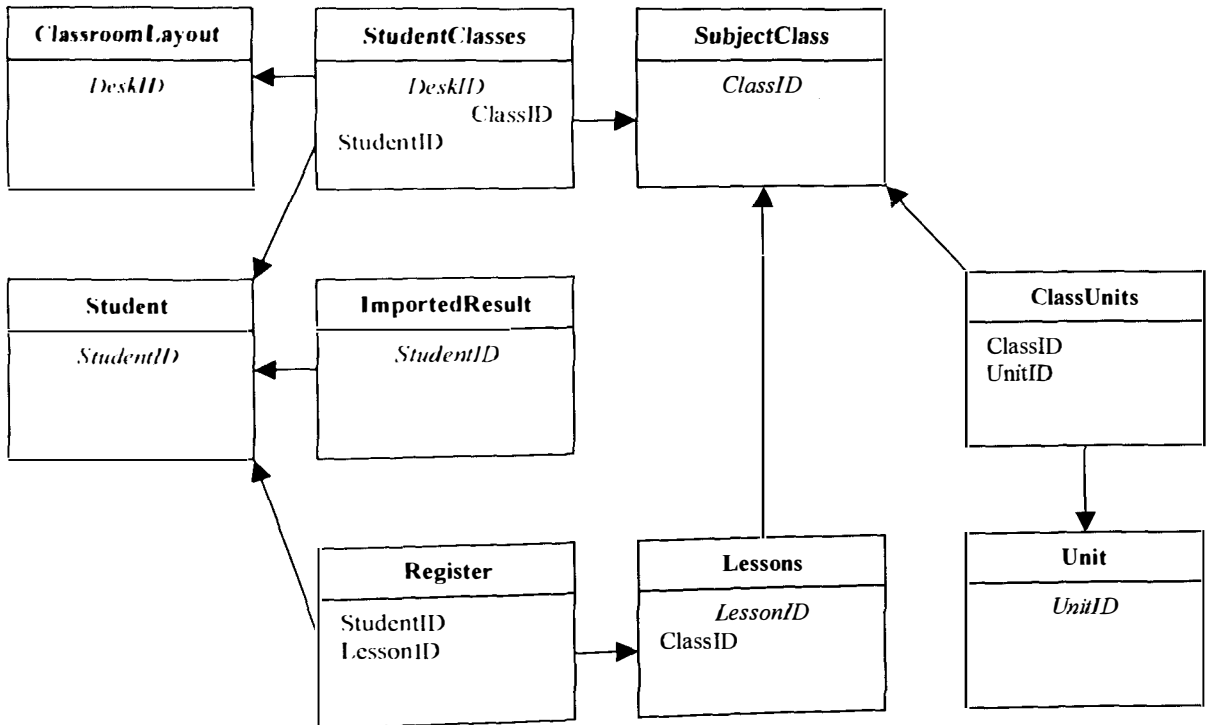 ClassroomLayout
DeskID
StudentClasses
DeskID
ClassID
StudentID
SubjectClass
ClassID
Student
StudentID
ImportedResult
StudentID
ClassUnits
ClassID
UnitID
Register
StudentID
LessonID
Lessons
LessonID
ClassID
Unit
UnitID